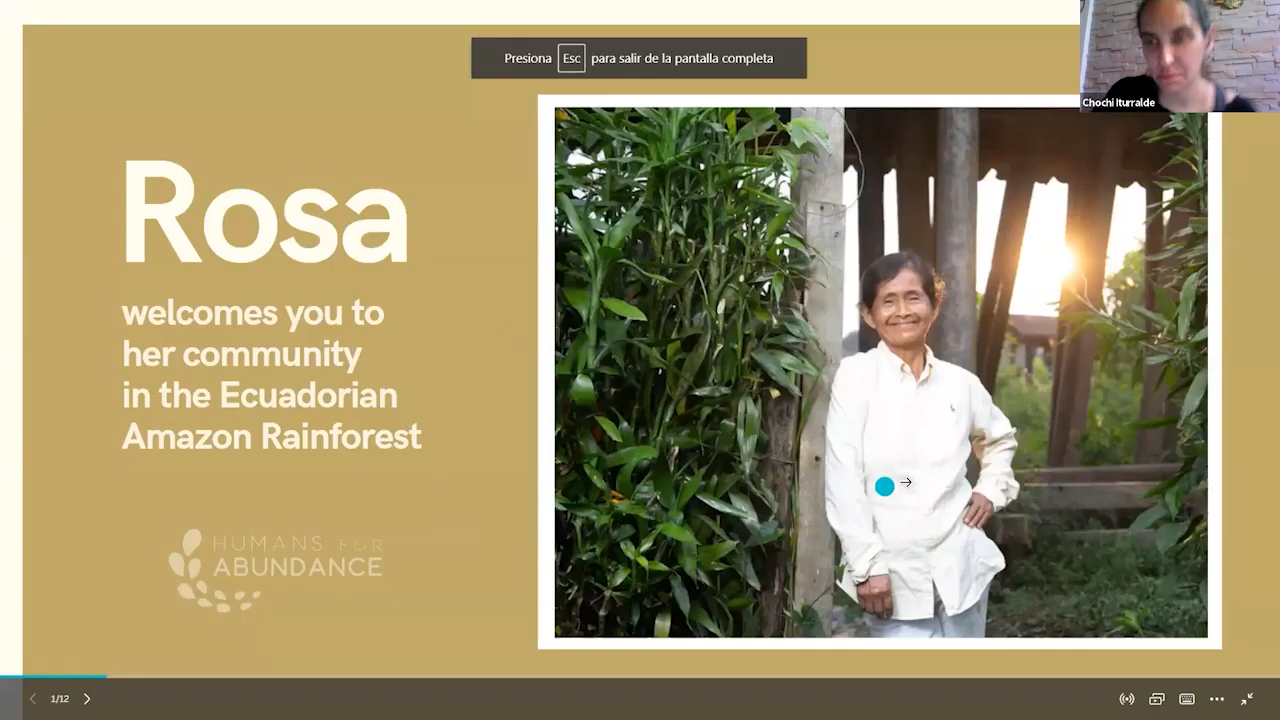 Presiona Esc para salir de la pantalla completa
Chochi Iturralde
Rosa
welcomes you to
her community
in the Ecuadorian
Amazon Rainforest
HUMANS FOR
ABUNDANCE
1/12